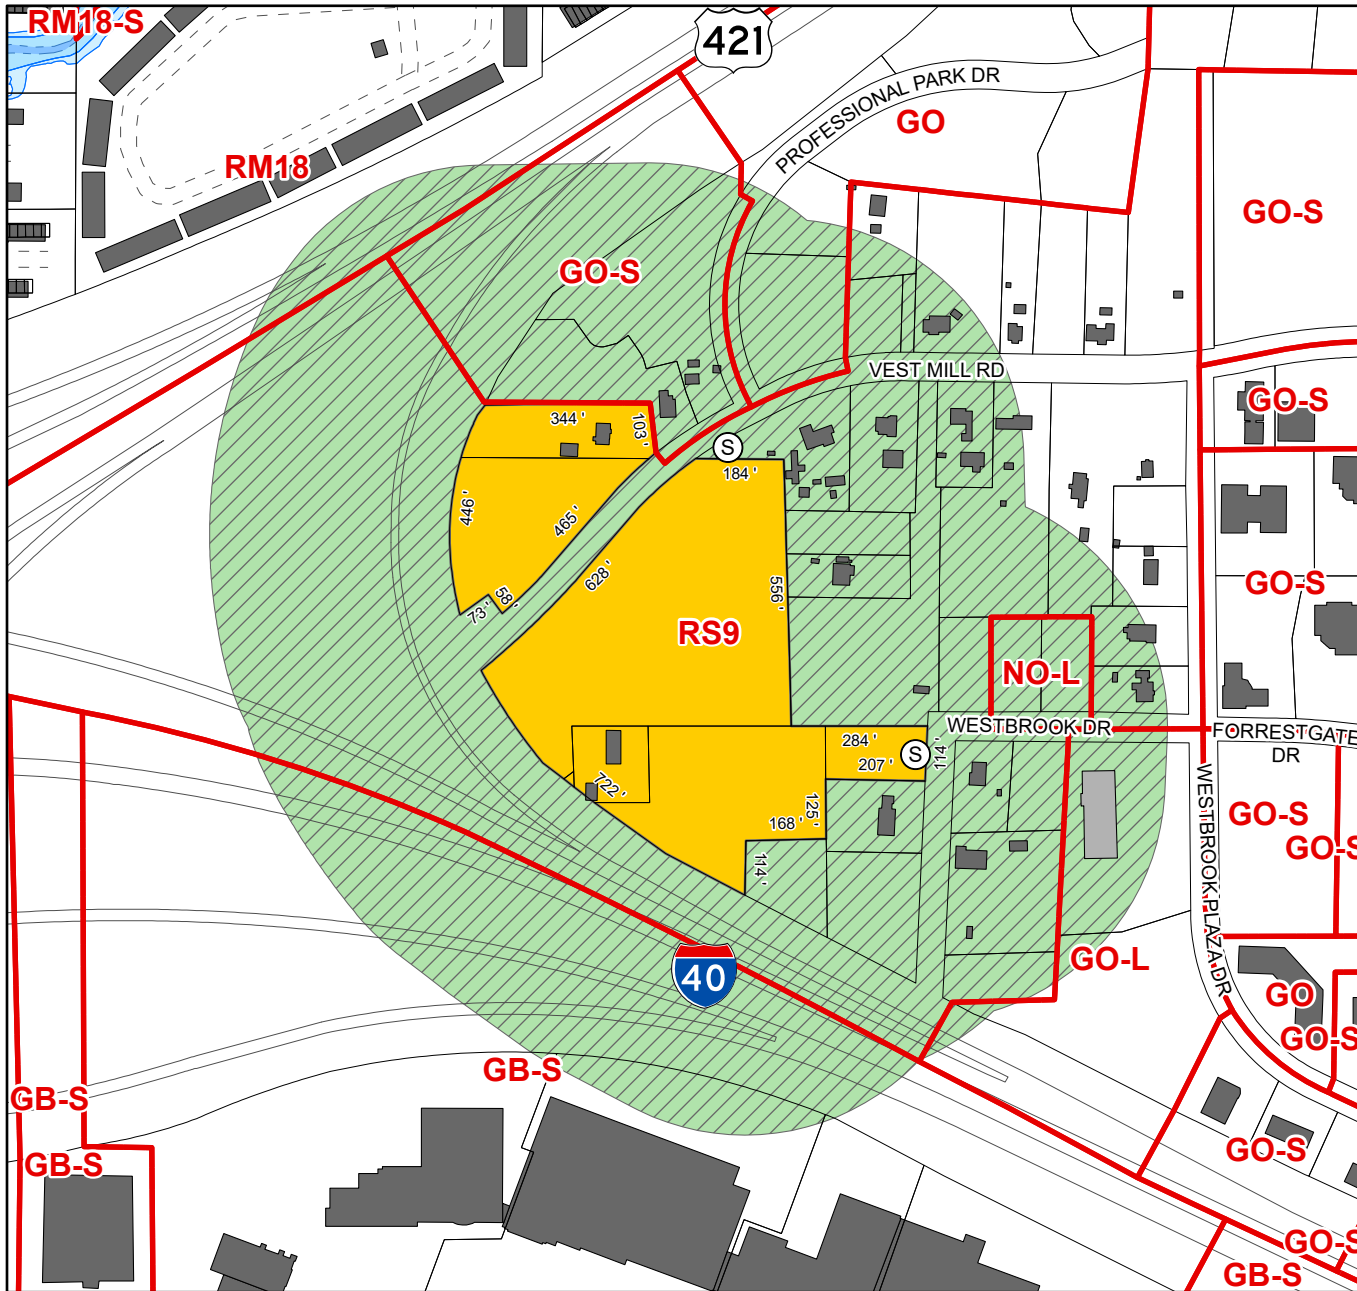 RM18-S
421
PROFESSIONAL PARK DR
GO
RM18
GO-S
GO-S
VEST MILL RD
GO-S
344 '
103 '
S
184 '
446 '
465 '
628 '
556 '
58 '
73 '
GO-S
RS9
NO-L
WESTBROOK DR
FORRESTGATE
DR
284 '
S
114 '
207 '
722 '
125 '
168 '
114 '
WESTBROOK PLAZA DR
GO-S
GO-S
GO-L
40
GO
GO-S
GB-S
GB-S
GB-S
GO-S
GO-S
GB-S